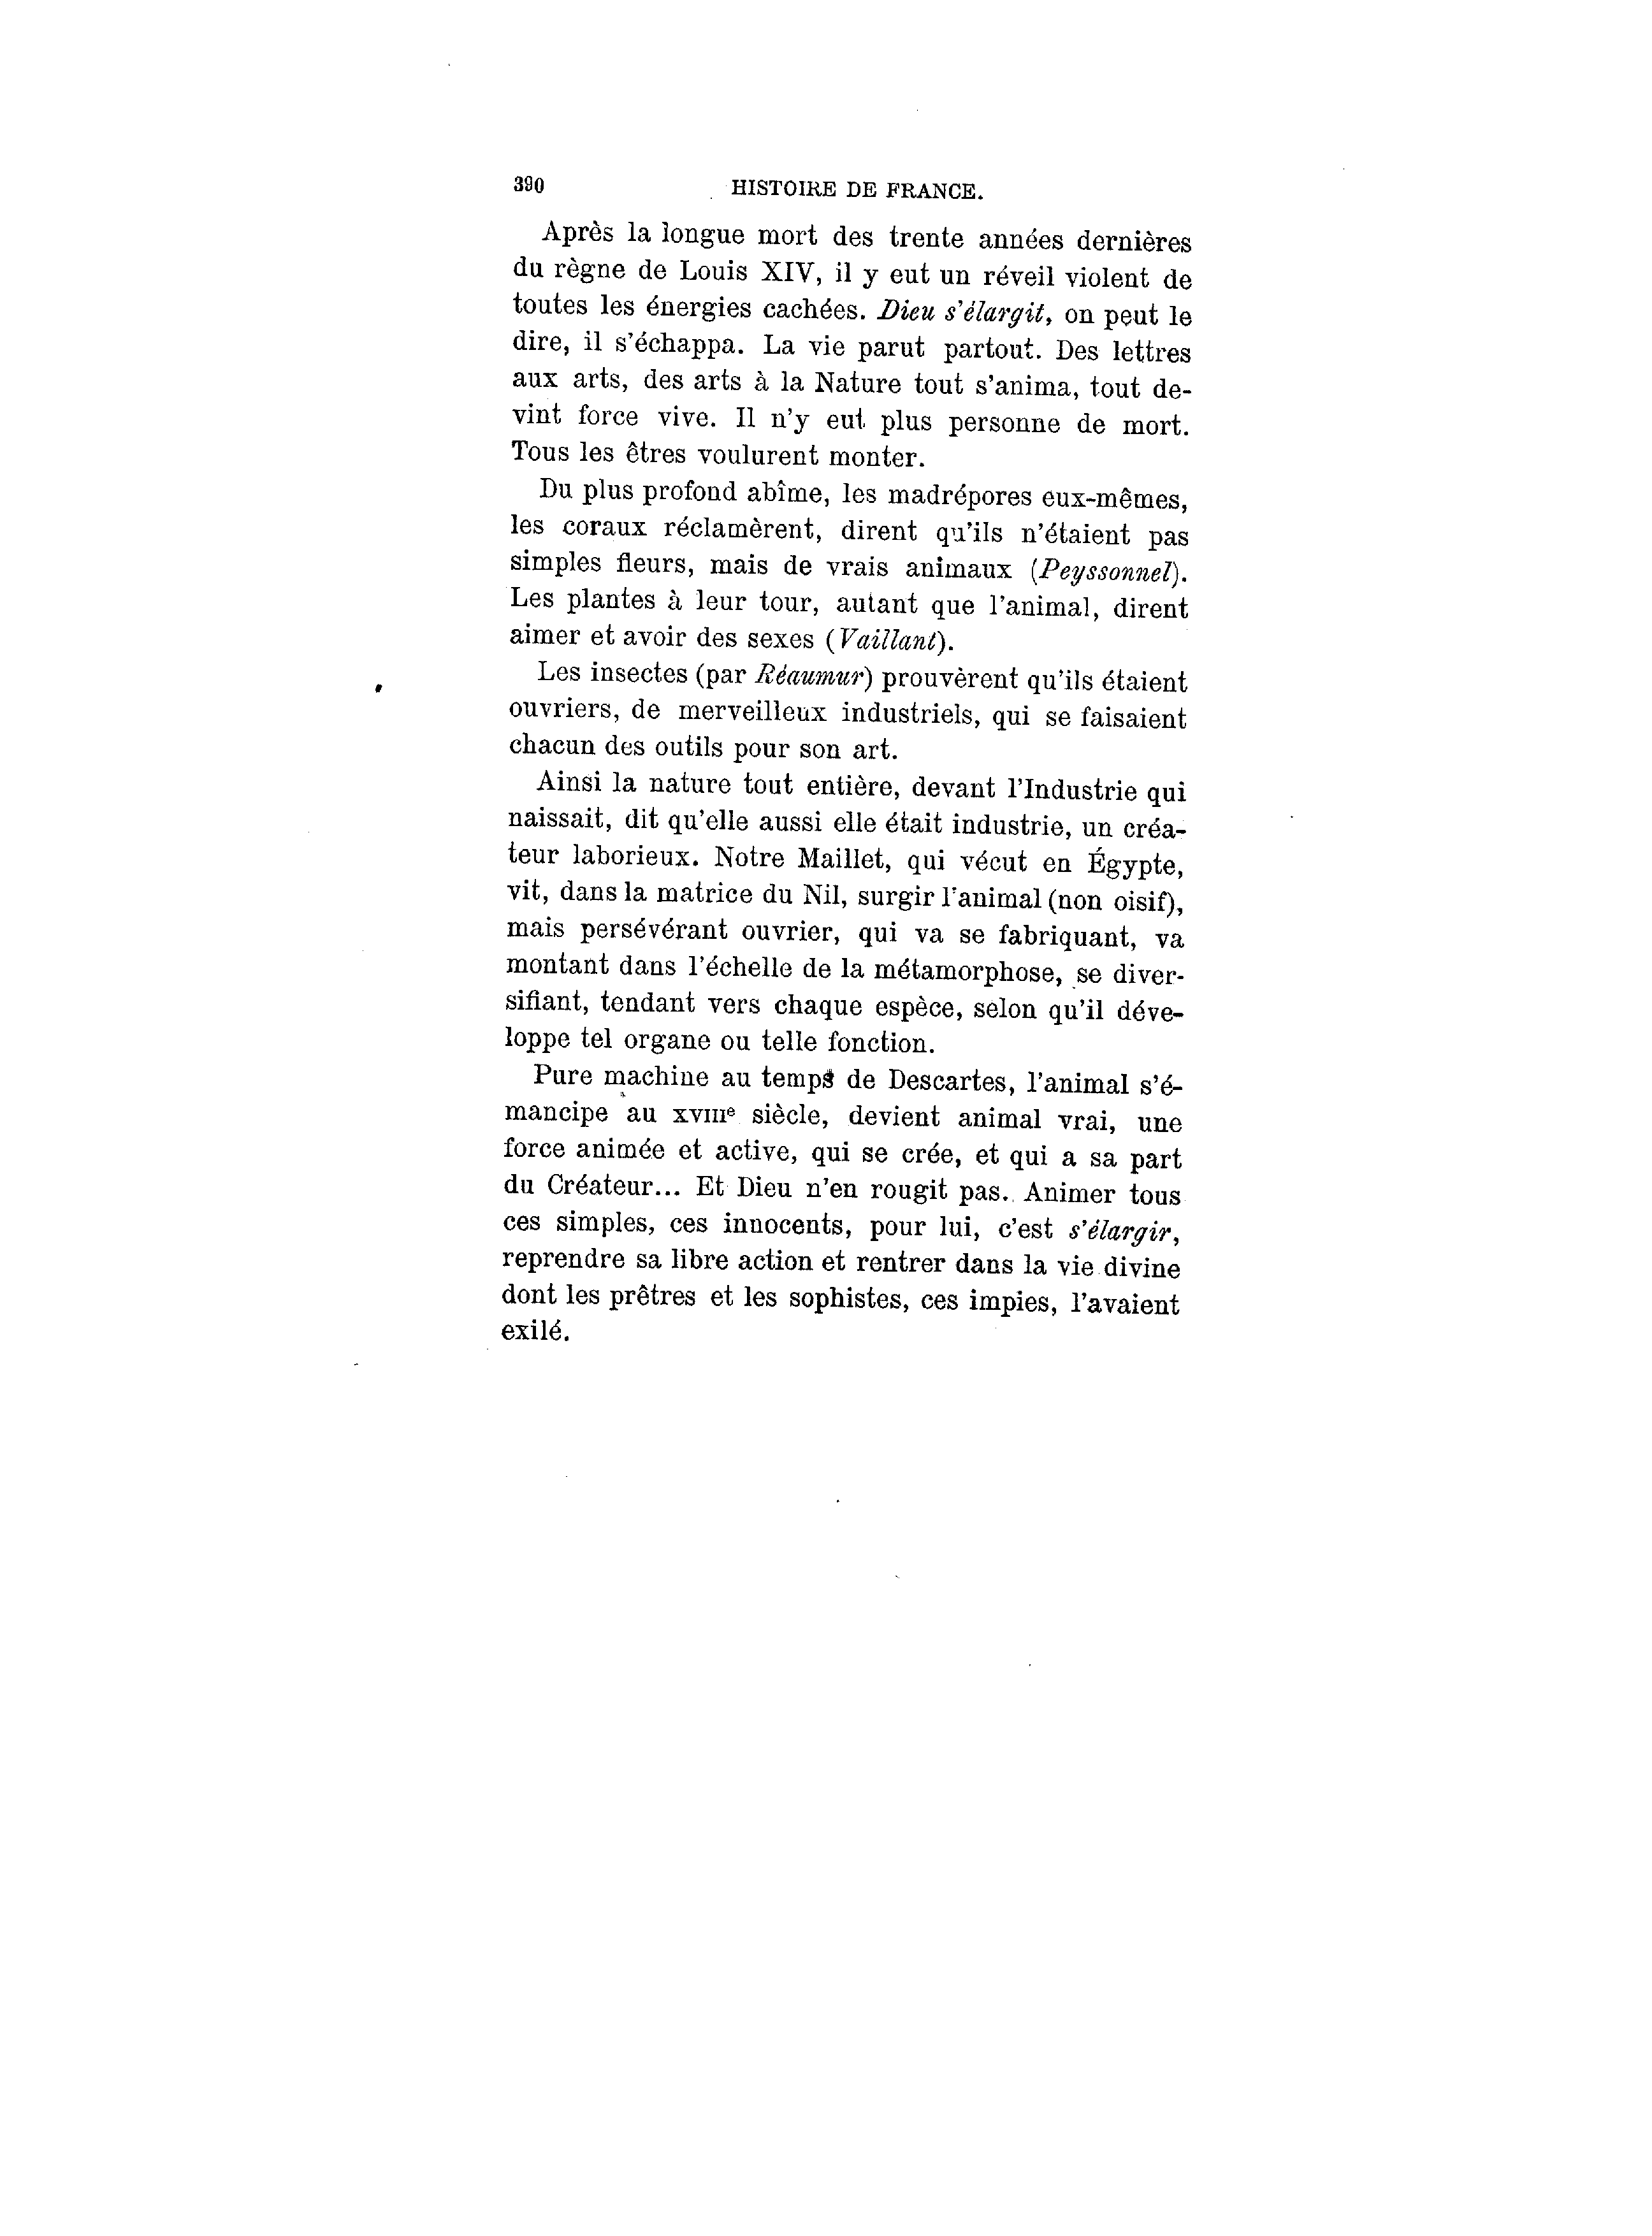 390
HISTOIRE DE FRANCE.
Après la longue mort des trente années dernières
du règne de Louis XIV, il y eut un réveil violent de
toutes les énergies cachées. Dieu s'élargit, on peut le
dire, il s'échappa. La vie parut partout. Des lettres
aux arts, des arts à la Nature tout s'anima, tout de-
vint force vive. Il n'y eut plus personne de mort.
Tous les êtres voulurent monter.
Du plus profond abîme, les madrépores eux-mêmes,
les coraux réclamèrent, dirent qu'ils n'étaient pas
simples fleurs, mais de vrais animaux (Peyssonnel).
Les plantes à leur tour, autant que l'animal, dirent
aimer et avoir des sexes (Vaillant).
Les insectes (par Réaumur) prouvèrent qu'ils étaient
ouvriers, de merveilleux industriels, qui se faisaient
chacun des outils pour son art.
Ainsi la nature tout entière, devant l'Industrie qui
naissait, dit qu'elle aussi elle était industrie, un créa-
teur laborieux. Notre Maillet, qui vécut en Égypte,
vit, dans la matrice du Nil, surgir l'animal (non oisif),
mais persévérant ouvrier, qui va se fabriquant, va
montant dans l'échelle de la métamorphose, se diver-
sifiant, tendant vers chaque espèce, selon qu'il déve-
loppe tel organe ou telle fonction.
Pure machine au temps de Descartes, l'animal s'é-
mancipe au XVIIIe siècle, devient animal vrai, une
force animée et active, qui se crée, et qui a sa part
du Créateur... Et Dieu n'en rougit pas. Animer tous
ces simples, ces innocents, pour lui, c'est s'élargir,
reprendre sa libre action et rentrer dans la vie divine
dont les prêtres et les sophistes, ces impies, l'avaient
exilé.